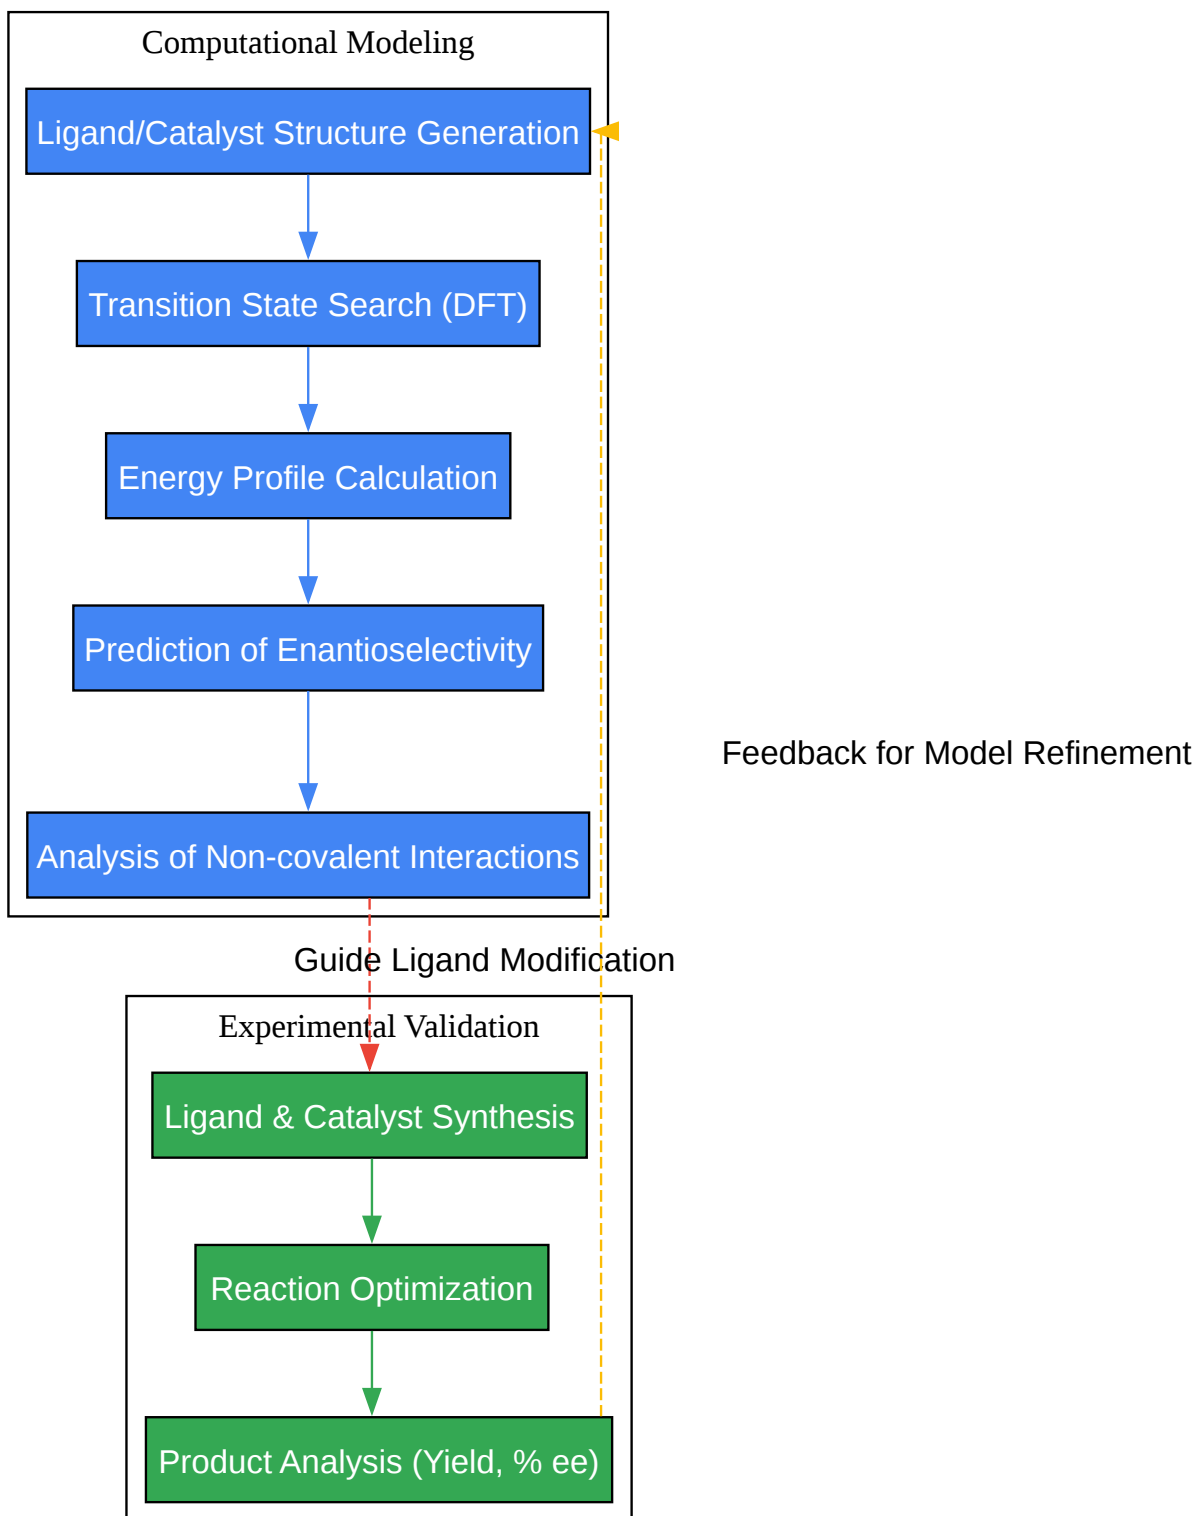 Computational Modeling
Ligand/Catalyst Structure Generation
Transition State Search (DFT)
Energy Profile Calculation
Prediction of Enantioselectivity
Feedback for Model Refinement
Analysis of Non-covalent Interactions
Guide Ligand Modification
Experimental Validation
Ligand & Catalyst Synthesis
Reaction Optimization
Product Analysis (Yield, % ee)